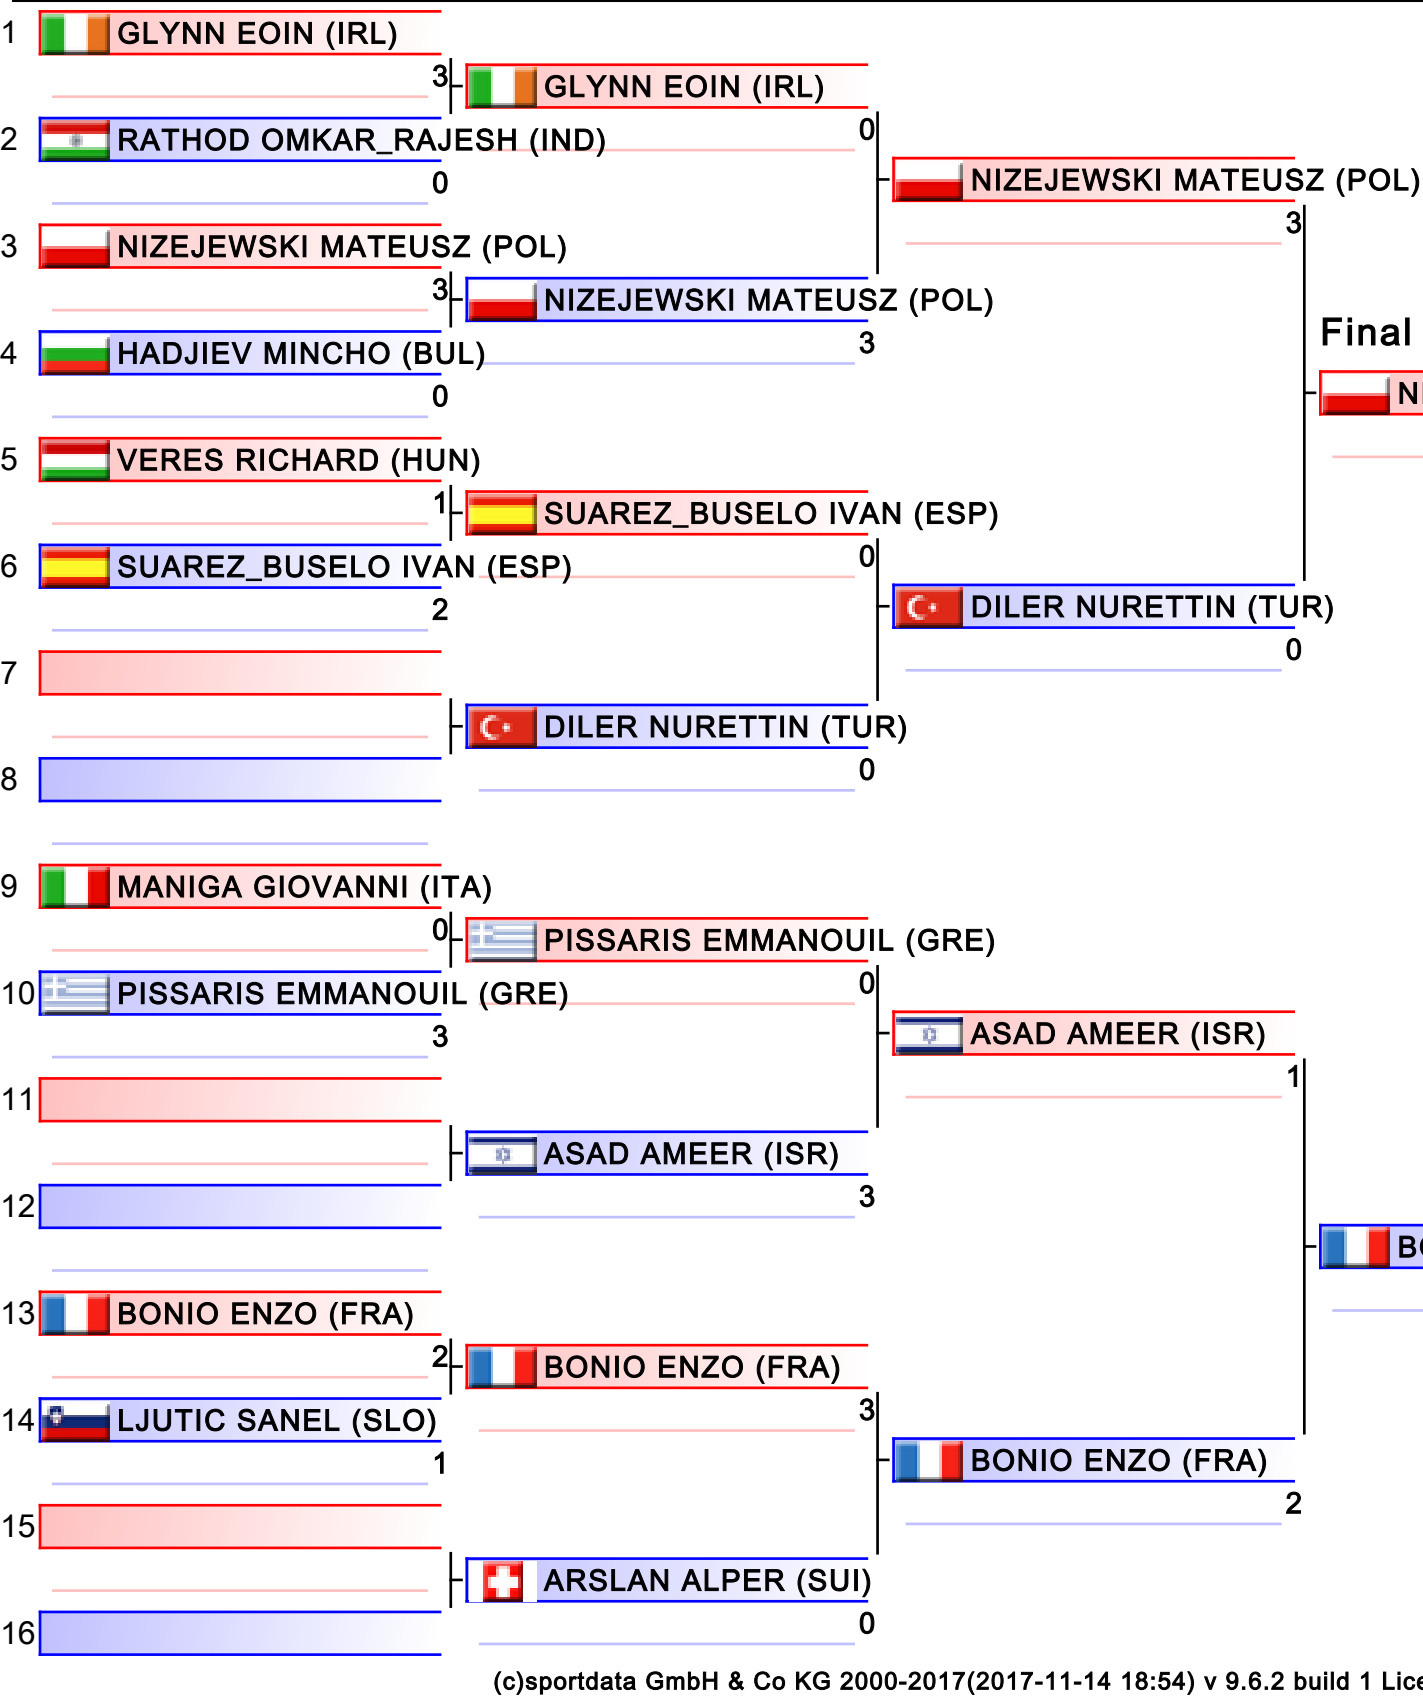 1 GLYNN EOIN (IRL)
3 GLYNN EOIN (IRL)
0
2 RATHOD OMKAR_RAJESH (IND)
0
NIZEJEWSKI MATEUSZ (POL)
3
3 NIZEJEWSKI MATEUSZ (POL)
3 NIZEJEWSKI MATEUSZ (POL)
3
Final
4 HADJIEV MINCHO (BUL)
0
5 VERES RICHARD (HUN)
1 SUAREZ_BUSELO IVAN (ESP)
0
6 SUAREZ_BUSELO IVAN (ESP)
2
DILER NURETTIN (TUR)
0
7
DILER NURETTIN (TUR)
0
8
9 MANIGA GIOVANNI (ITA)
0 PISSARIS EMMANOUIL (GRE)
0
10 PISSARIS EMMANOUIL (GRE)
3
ASAD AMEER (ISR)
1
11
ASAD AMEER (ISR)
3
12
13 BONIO ENZO (FRA)
2 BONIO ENZO (FRA)
3
14 LJUTIC SANEL (SLO)
1
BONIO ENZO (FRA)
2
15
ARSLAN ALPER (SUI)
0
16
(c)sportdata GmbH & Co KG 2000-2017(2017-11-14 18:54) v 9.6.2 build 1